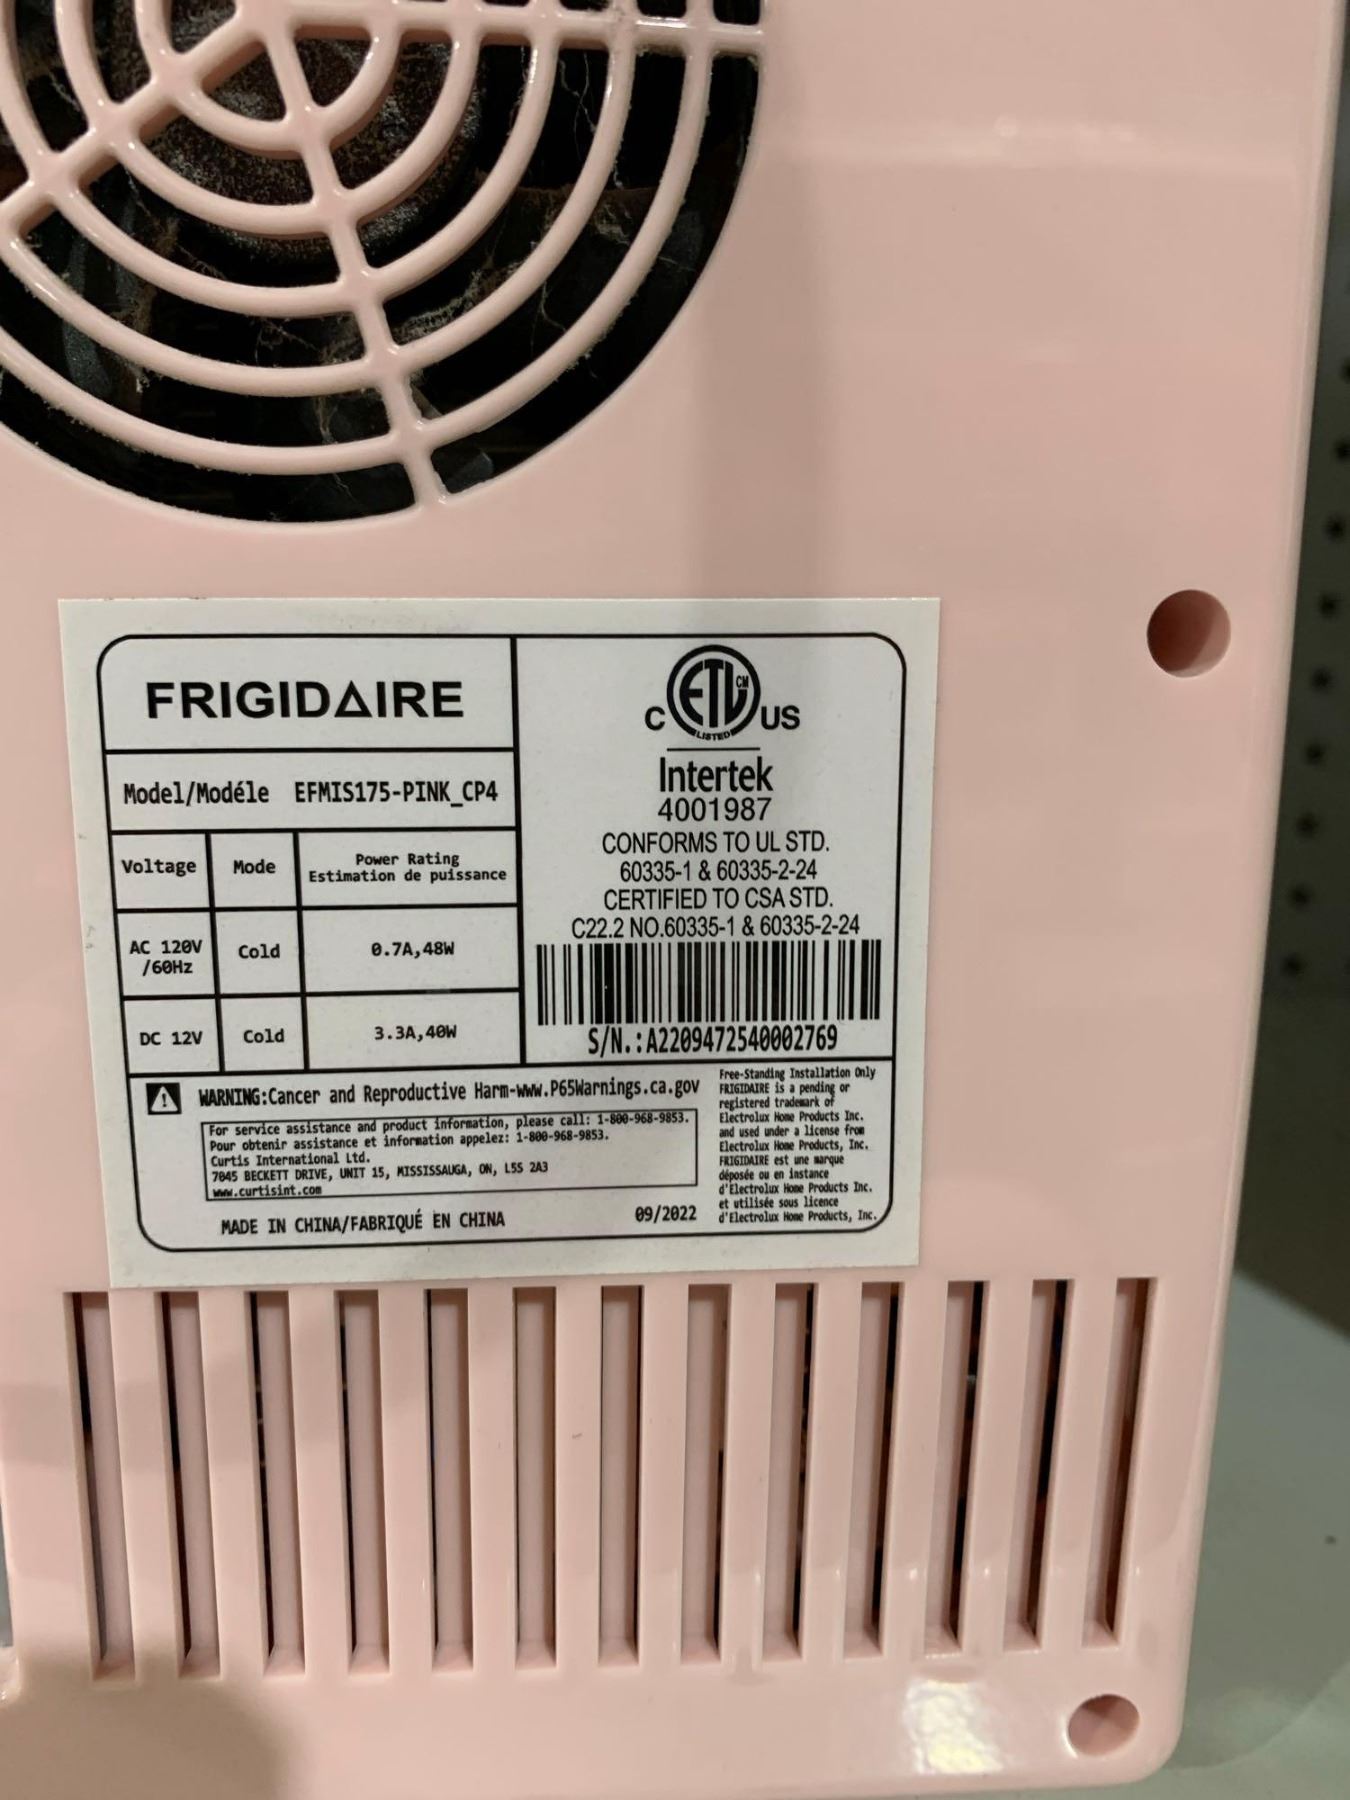 FRIGIDAIRE
Model/Modéle EFMIS175-PINK_CP4
Voltage Mode Power Rating
Estimation de puissance
AC 120V
/60Hz
Cold
0.7A,48W
DC 12V Cold 3.3A,40W
C ETL CM US
LISTED
Intertek
4001987
CONFORMS TO UL STD.
60335-1 & 60335-2-24
CERTIFIED TO CSA STD.
C22.2 NO.60335-1 & 60335-2-24
S/N.:A2209472540002769
WARNING:Cancer and Reproductive Harm-www.P65Warnings.ca.gov
For service assistance and product information, please call: 1-800-968-9853.
Pour obtenir assistance et information appelez: 1-800-968-9853.
Curtis International Ltd.
7045 BECKETT DRIVE, UNIT 15, MISSISSAUGA, ON, L5S 2A3
www.curtisint.com
MADE IN CHINA/FABRIQUÉ EN CHINA
09/2022
Free-Standing Installation Only
FRIGIDAIRE is a pending or
registered trademark of
Electrolux Home Products Inc.
and used under a license from
Electrolux Home Products, Inc.
FRIGIDAIRE est une marque
déposée ou en instance
d'Electrolux Home Products Inc.
et utilisée sous licence
d'Electrolux Home Products, Inc.